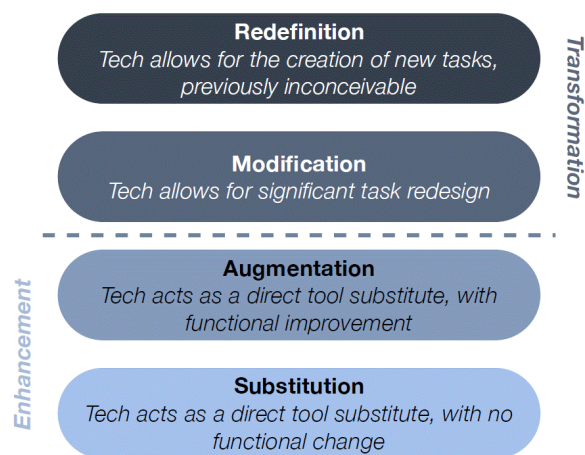 Redefinition
Tech allows for the creation of new tasks,
previously inconceivable
Transformation
Modification
Tech allows for significant task redesign
Augmentation
Tech acts as a direct tool substitute, with
functional improvement
Enhancement
Substitution
Tech acts as a direct tool substitute, with no
functional change